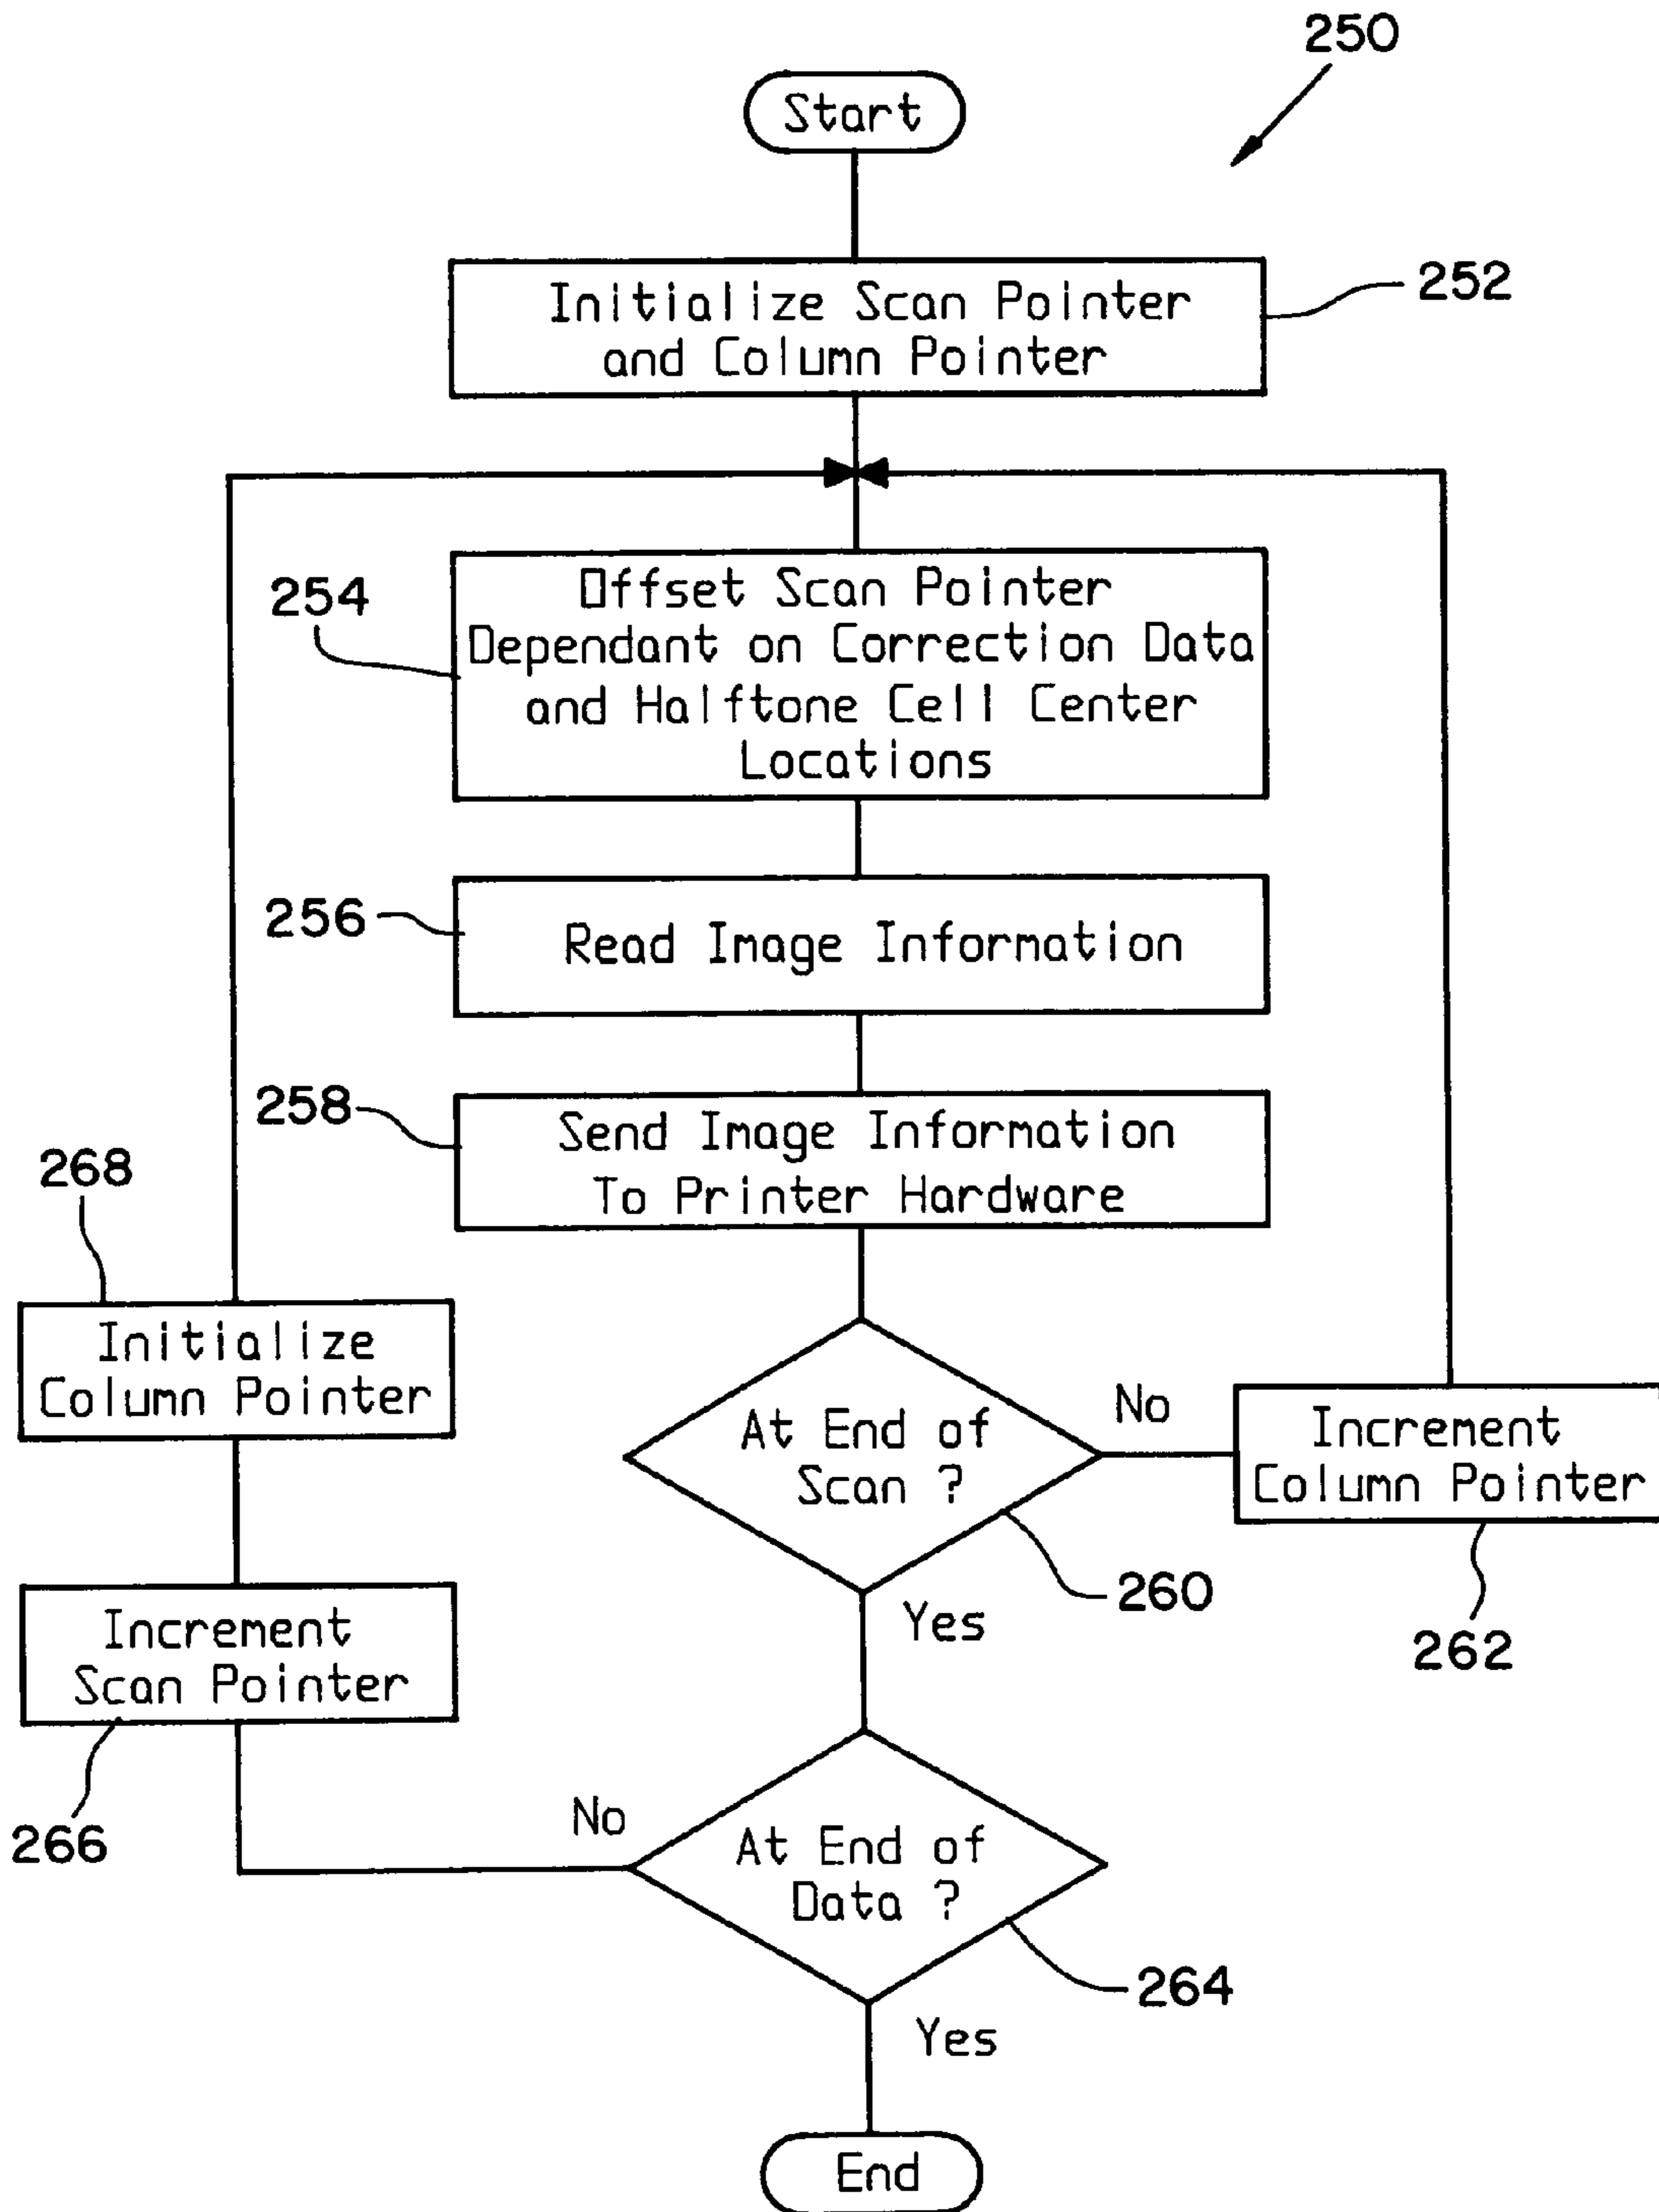 250
Start
Initialize Scan Pointer
and Column Pointer
252
254
Offset Scan Pointer
Dependant on Correction Data
and Halftone Cell Center
Locations
256
Read Image Information
258
Send Image Information
To Printer Hardware
268
Initialize
Column Pointer
At End of
Scan ?
No
Increment
Column Pointer
260
262
Yes
Increment
Scan Pointer
266
No
At End of
Data ?
264
Yes
End